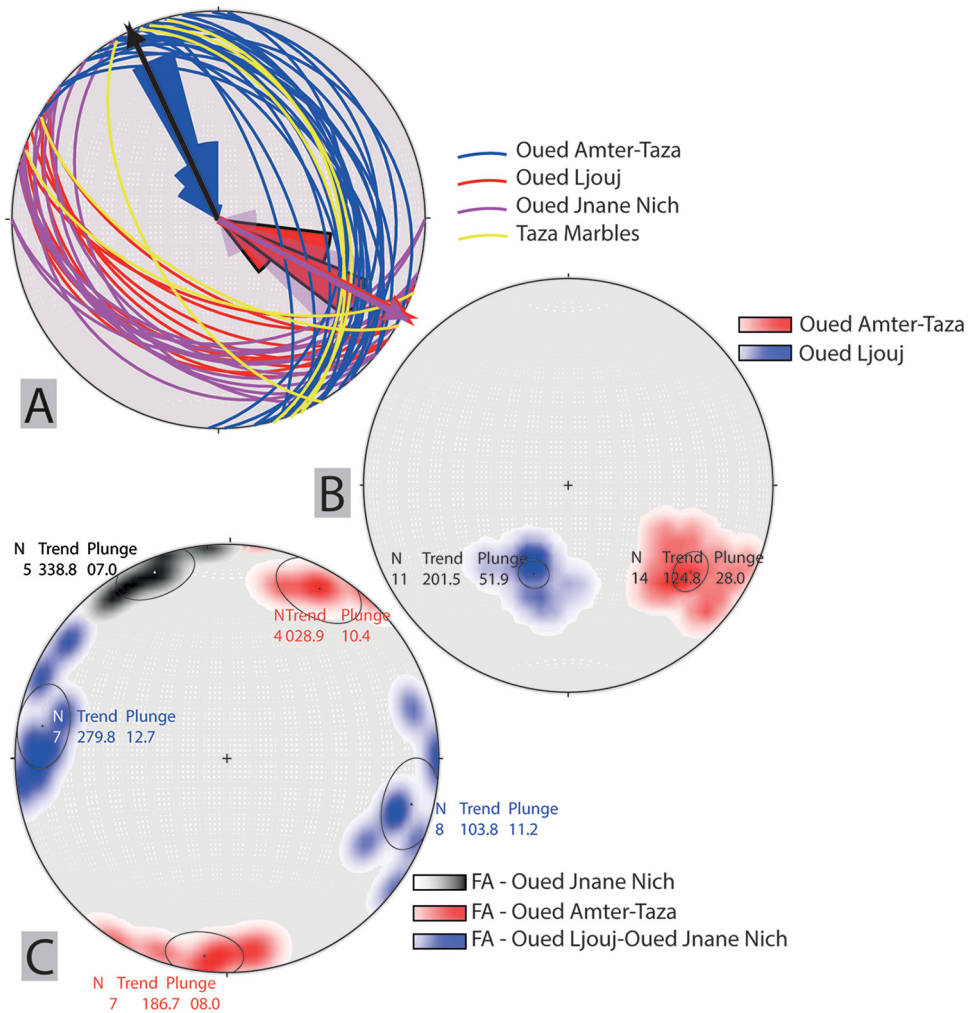 Oued Amter-Taza
Oued Ljouj
Oued Jnane Nich
Taza Marbles
A
Oued Amter-Taza
Oued Ljouj
B
N Trend Plunge
11 201.5 51.9
N Trend Plunge
14 124.8 28.0
N Trend Plunge
5 338.8 07.0
NTrend Plunge
4 028.9 10.4
N Trend Plunge
7 279.8 12.7
N Trend Plunge
8 103.8 11.2
FA - Oued Jnane Nich
FA - Oued Amter-Taza
FA - Oued Ljouj-Oued Jnane Nich
C
N Trend Plunge
7 186.7 08.0